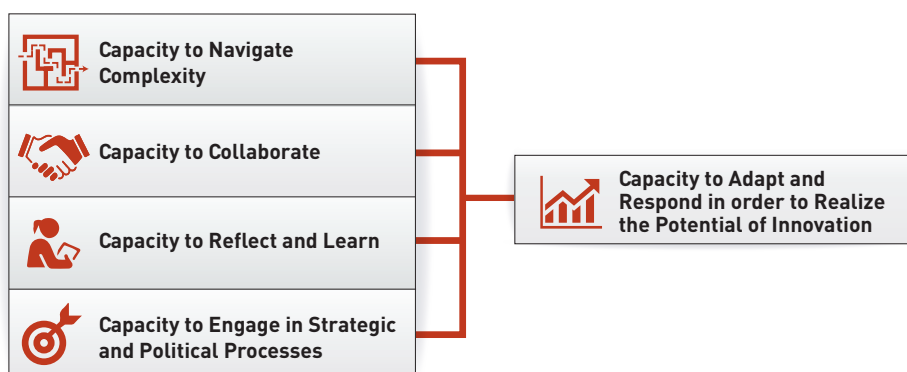 Capacity to Navigate
Complexity
Capacity to Collaborate
Capacity to Reflect and Learn
Capacity to Engage in Strategic
and Political Processes
Capacity to Adapt and
Respond in order to Realize
the Potential of Innovation